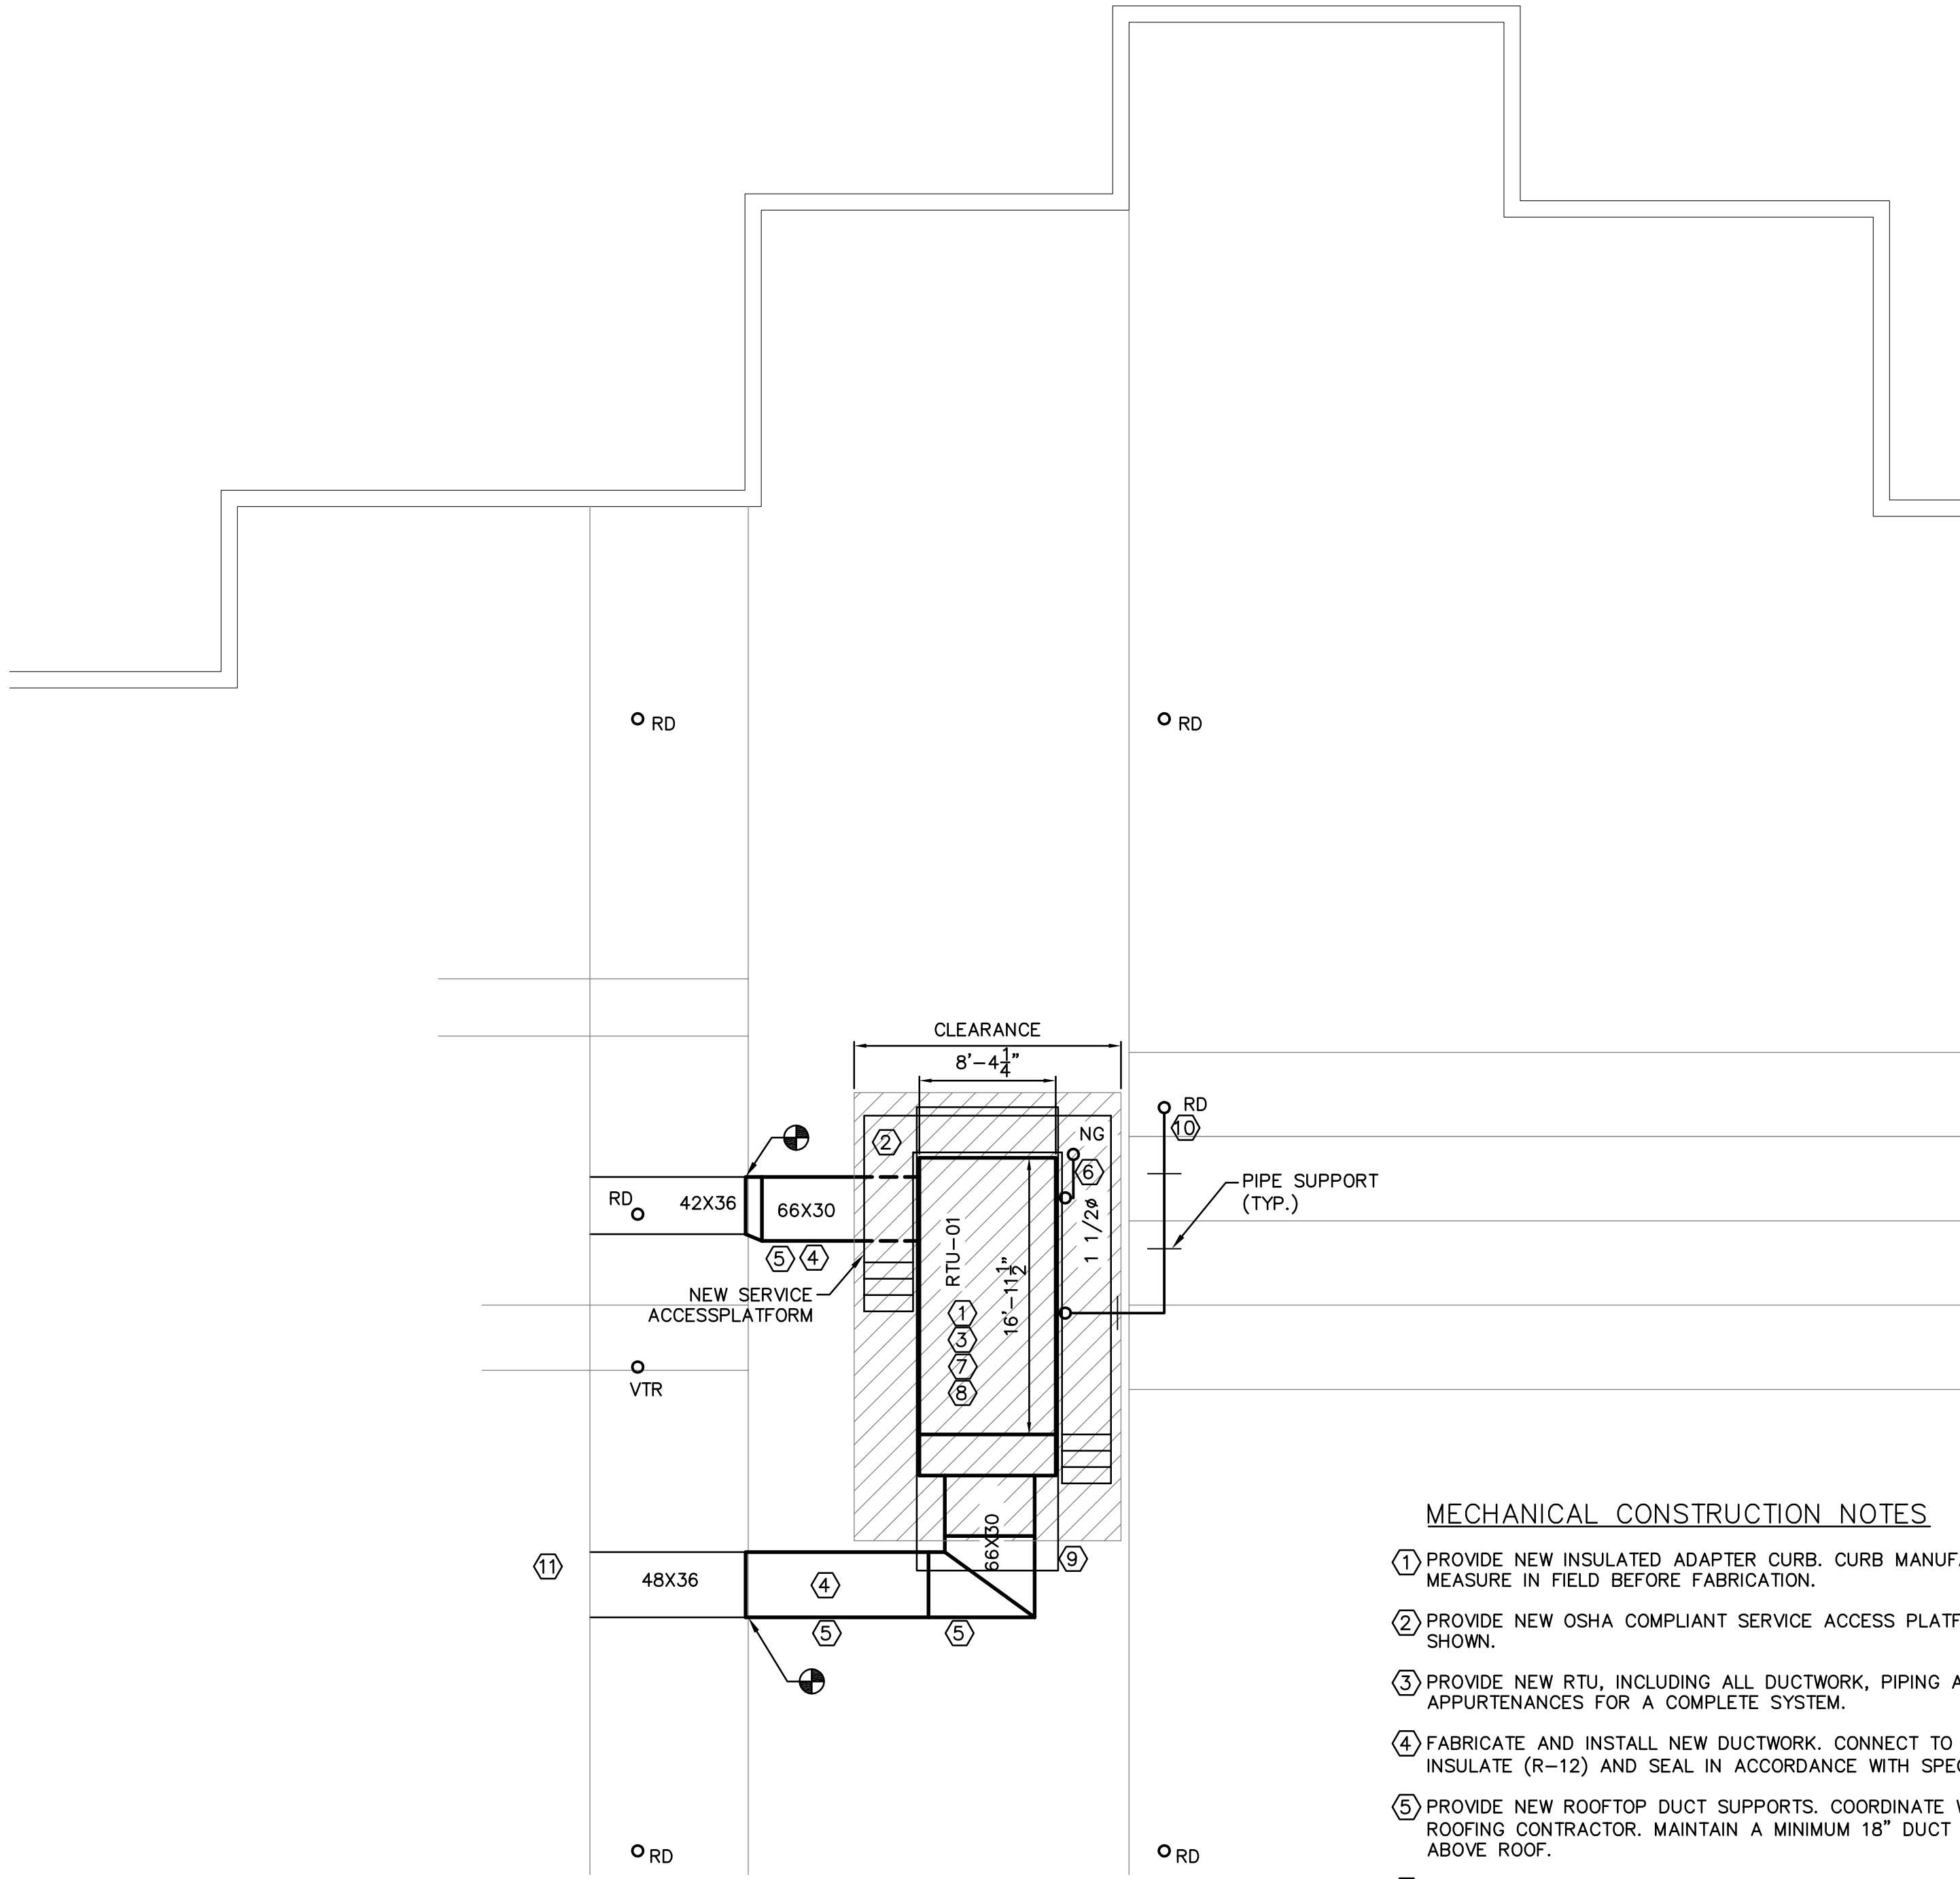 RD
RD
CLEARANCE
8'-4 1/4"
RD
10
2
NG
6
PIPE SUPPORT
(TYP.)
RD
42X36
66X30
1 1/2ø
RTU-01
16'-11 1/2"
5
4
NEW SERVICE
ACCESSPLATFORM
1
3
7
8
VTR
66X30
9
11
48X36
4
5
5
RD
RD
MECHANICAL CONSTRUCTION NOTES
1 PROVIDE NEW INSULATED ADAPTER CURB. CURB
MEASURE IN FIELD BEFORE FABRICATION.
2 PROVIDE NEW OSHA COMPLIANT SERVICE ACCESS
SHOWN.
3 PROVIDE NEW RTU, INCLUDING ALL DUCTWORK, PIPING
APPURTENANCES FOR A COMPLETE SYSTEM.
4 FABRICATE AND INSTALL NEW DUCTWORK. CONNECT TO
INSULATE (R-12) AND SEAL IN ACCORDANCE WITH
5 PROVIDE NEW ROOFTOP DUCT SUPPORTS. COORDINATE
ROOFING CONTRACTOR. MAINTAIN A MINIMUM 18" DUCT
ABOVE ROOF.